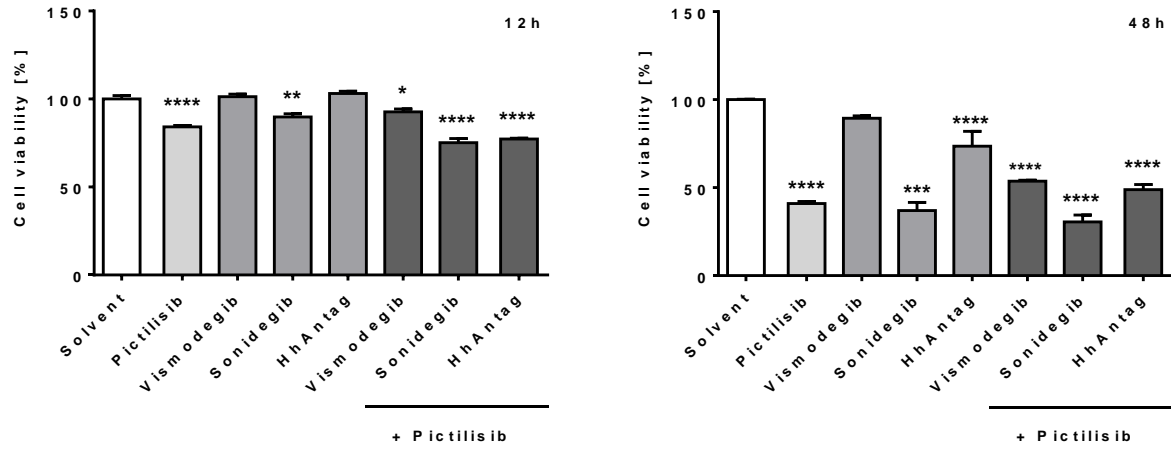 12h
Cell viability [%]
150
100
50
0
****
**
*
****
****
Solvent
Pictilisib
Vismodegib
Sonidegib
HhAntag
Vismodegib
Sonidegib
HhAntag
+ Pictilisib
48h
Cell viability [%]
150
100
50
0
****
***
****
****
****
****
Solvent
Pictilisib
Vismodegib
Sonidegib
HhAntag
Vismodegib
Sonidegib
HhAntag
+ Pictilisib